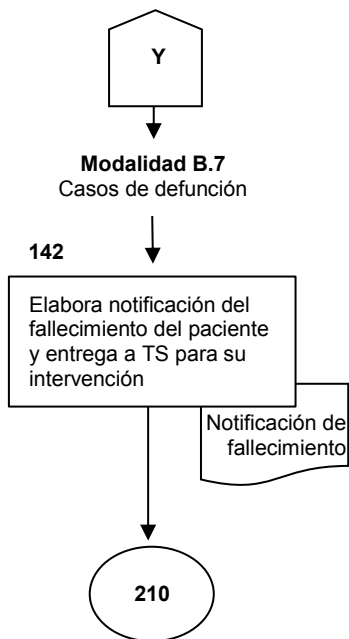 Y
Modalidad B.7
Casos de defunción
142
Elabora notificación del
fallecimiento del paciente
y entrega a TS para su
intervención
Notificación de
fallecimiento
210